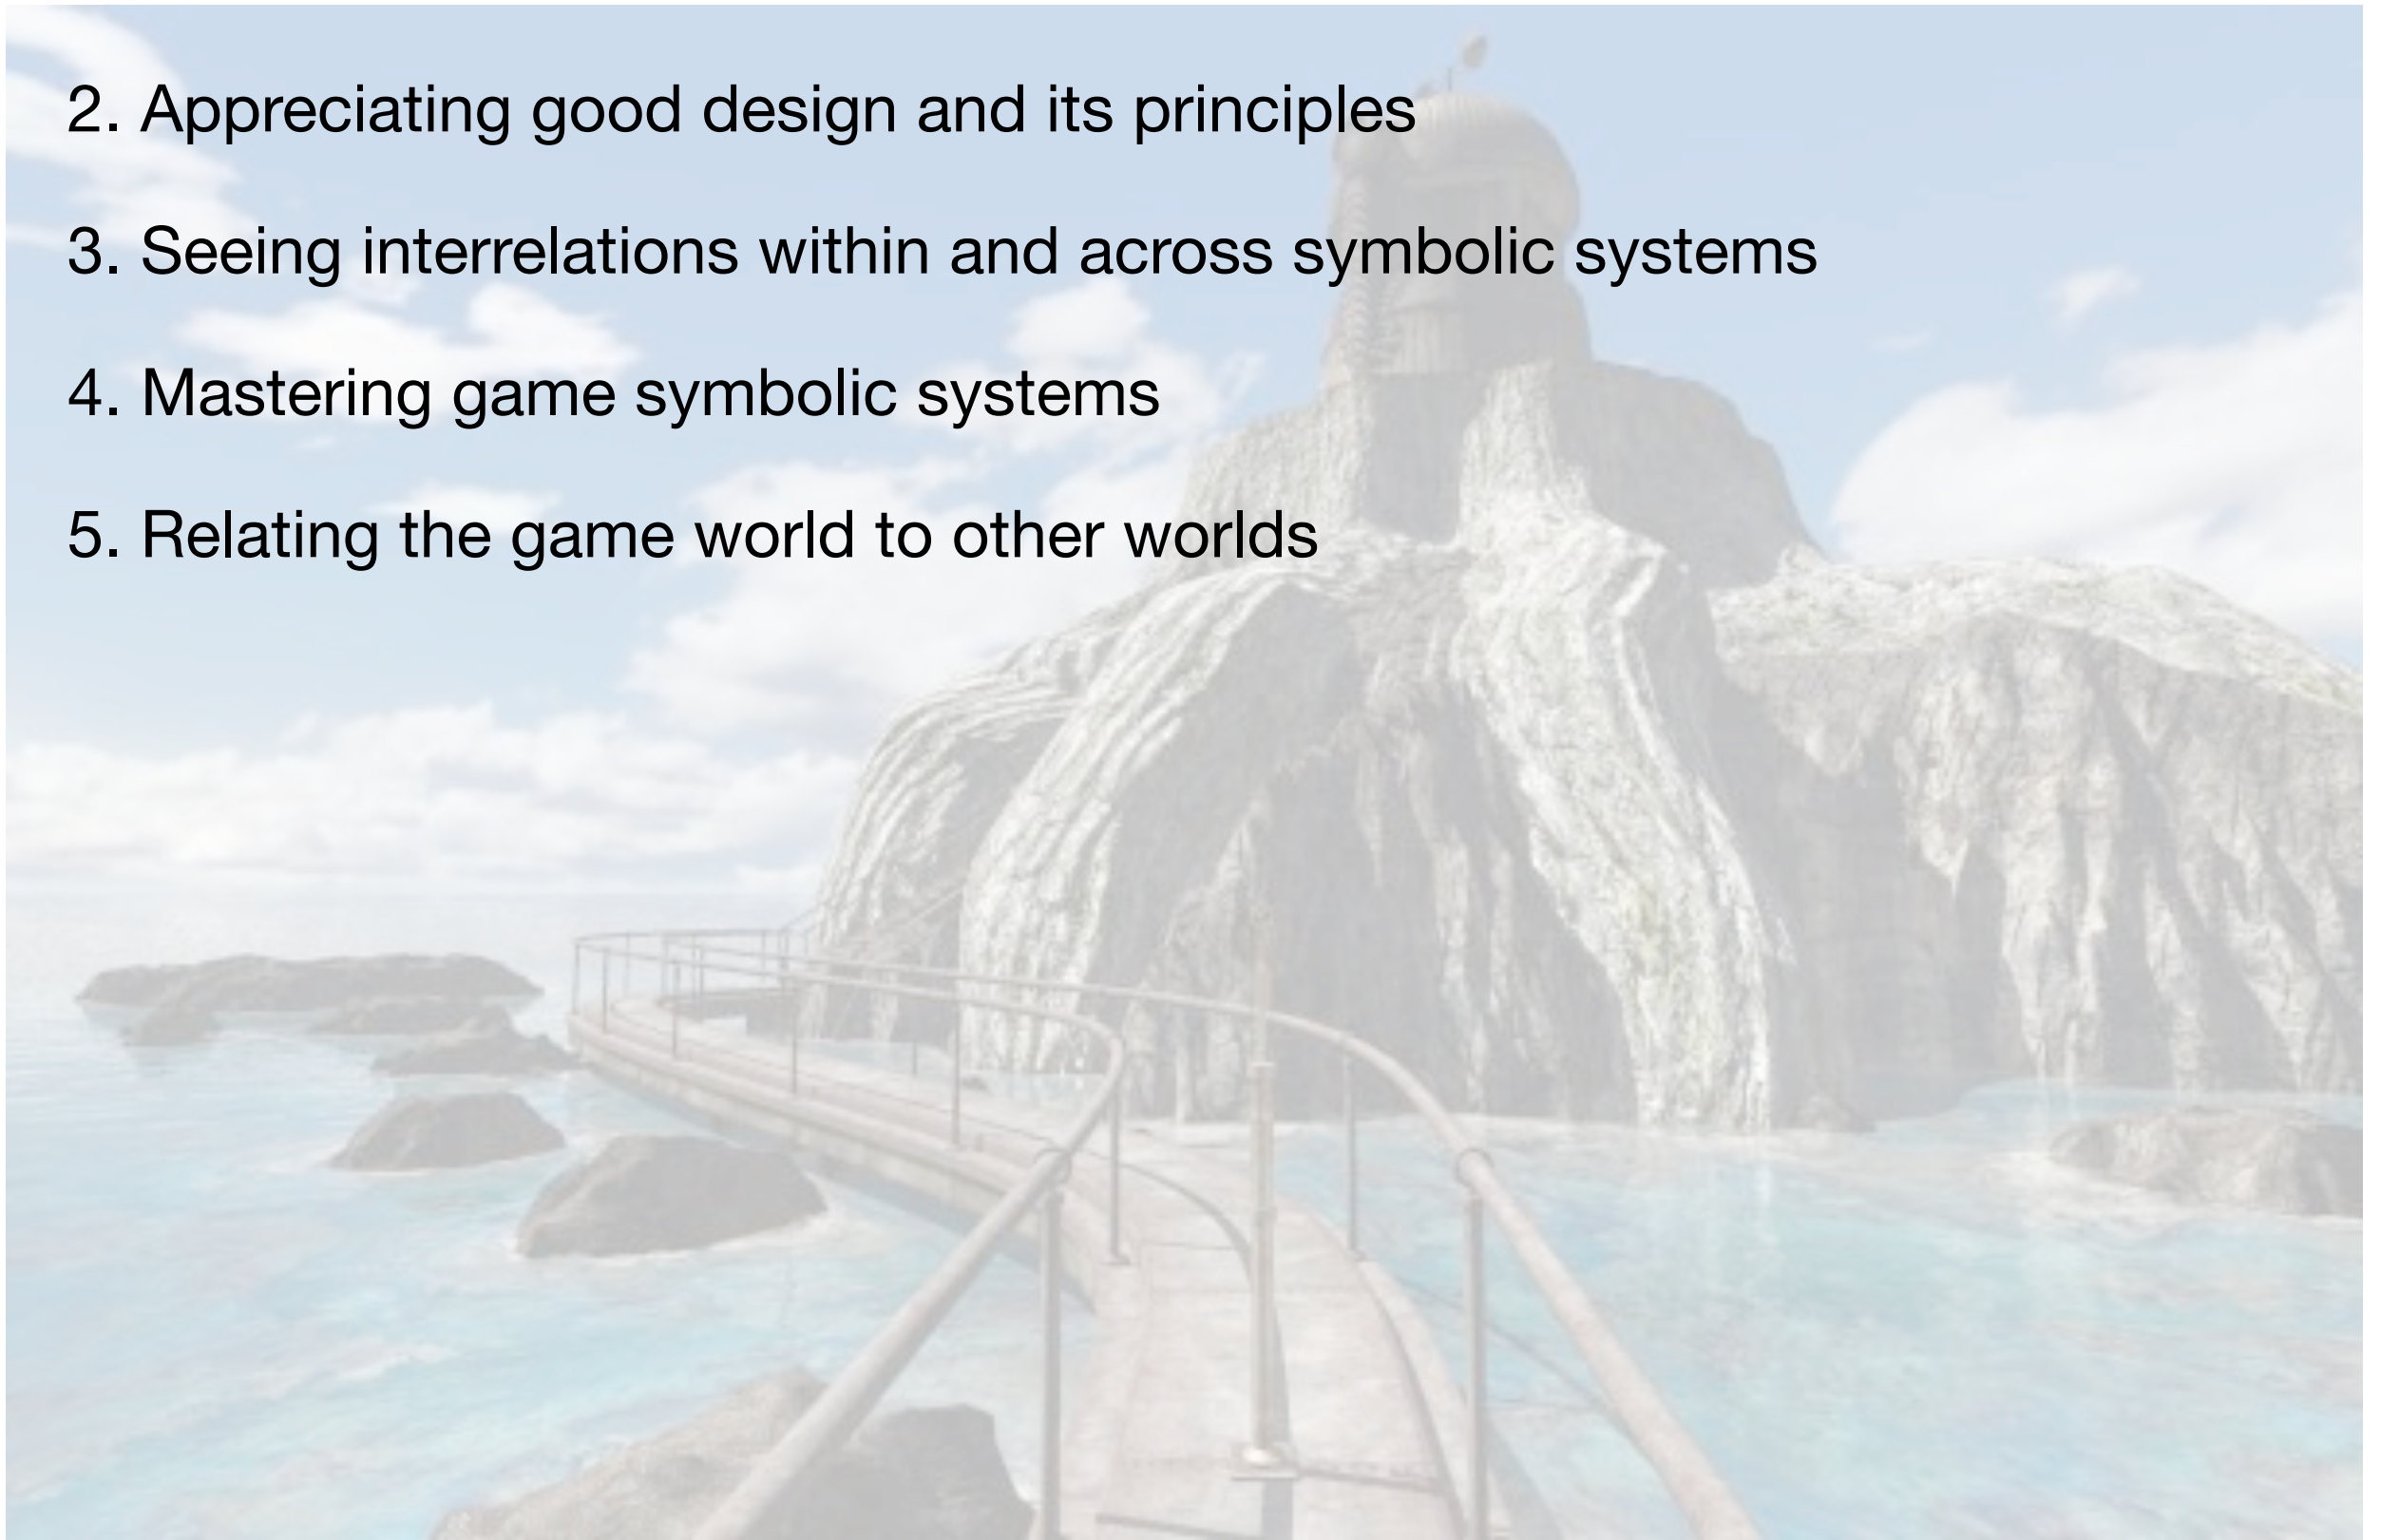 2. Appreciating good design and its principles
3. Seeing interrelations within and across symbolic systems
4. Mastering game symbolic systems
5. Relating the game world to other worlds